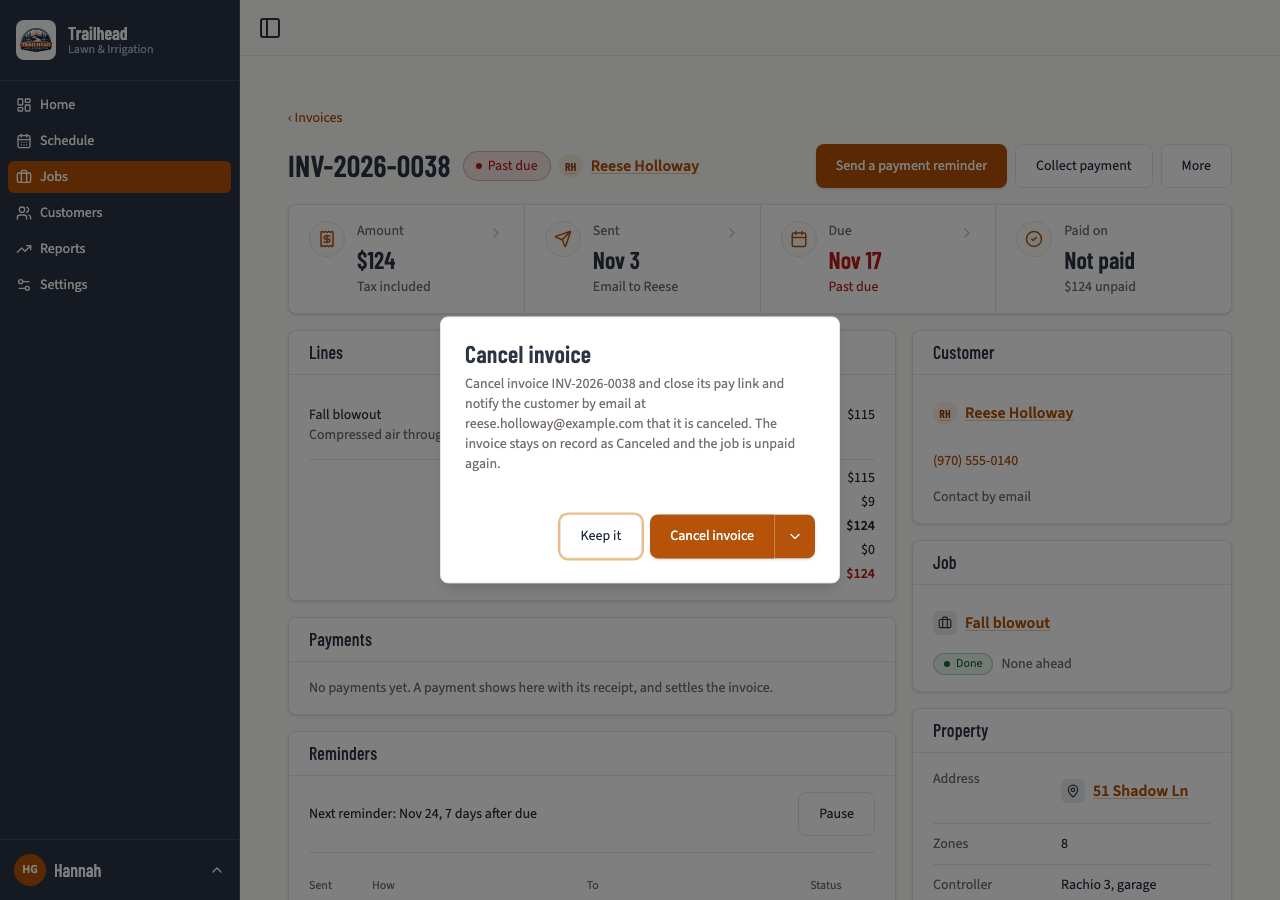 Trailhead
Lawn & Irrigation
Home
Schedule
Jobs
Customers
Reports
Settings
HG
Hannah
‹ Invoices
INV-2026-0038
Past due
RH
Reese Holloway
Send a payment reminder
Collect payment
More
Amount
$124
Tax included
Sent
Nov 3
Email to Reese
Due
Nov 17
Past due
Paid on
Not paid
$124 unpaid
Lines
Fall blowout
$115
Compressed air
$115
$9
$124
$0
$124
Cancel invoice
Cancel invoice INV-2026-0038 and close its pay link and
notify the customer by email at
reese.holloway@example.com that it is canceled. The
invoice stays on record as Canceled and the job is unpaid
again.
Keep it
Cancel invoice
Payments
No payments yet. A payment shows here with its receipt, and settles the invoice.
Reminders
Next reminder: Nov 24, 7 days after due
Pause
Sent
How
To
Status
Customer
RH
Reese Holloway
(970) 555-0140
Contact by email
Job
Fall blowout
Done
None ahead
Property
Address
51 Shadow Ln
Zones
8
Controller
Rachio 3, garage